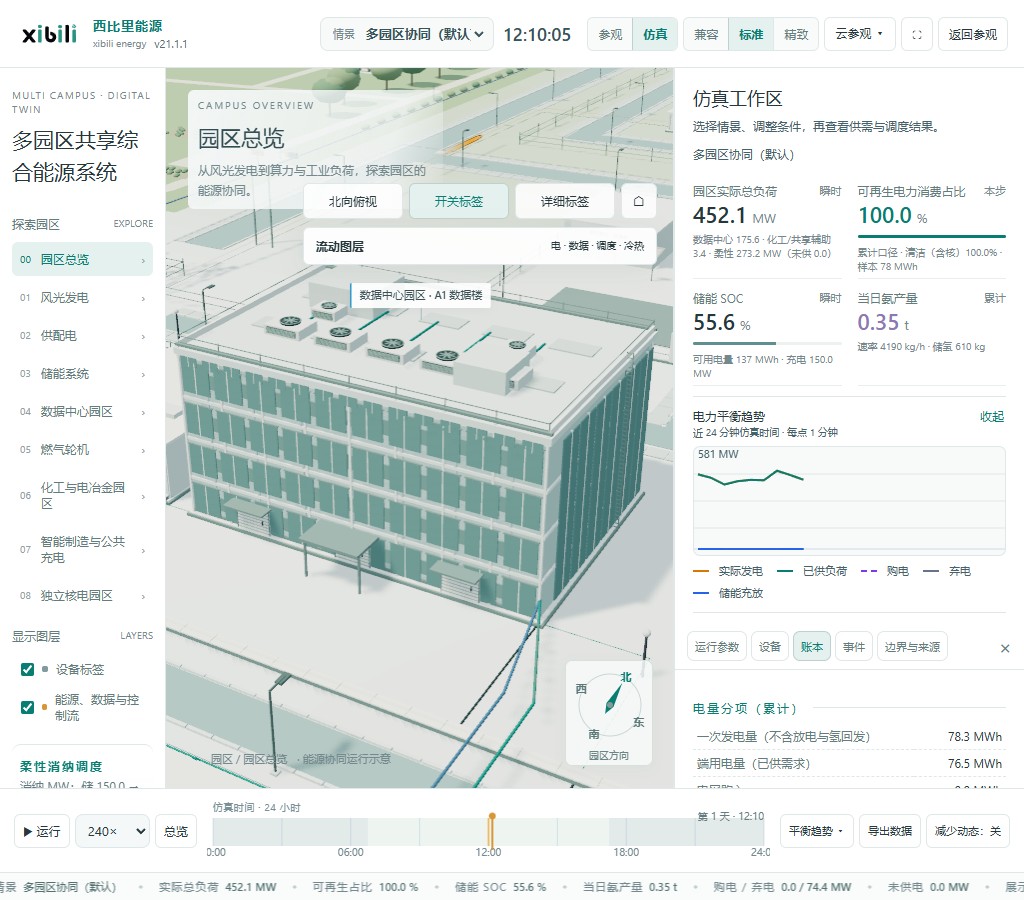 xibili
西比里能源
xibili energy v21.1.1
情景 多园区协同（默认
12:10:05
参观 仿真
兼容 标准 精致
云参观
返回参观
MULTI CAMPUS · DIGITAL
TWIN
多园区共享综
合能源系统
探索园区 EXPLORE
00 园区总览 ›
01 风光发电 ›
02 供配电 ›
03 储能系统 ›
04 数据中心园区 ›
05 燃气轮机 ›
06 化工与电冶金园
区 ›
07 智能制造与公共
充电 ›
08 独立核电园区 ›
显示图层 LAYERS
设备标签
能源、数据与控
制流
柔性消纳调度
CAMPUS OVERVIEW
园区总览
从风光发电到算力与工业负荷，探索园区的
能源协同。
北向俯视 开关标签 详细标签
流动图层 电 · 数据 · 调度 · 冷热
数据中心园区 · A1 数据楼
北
西
东
南
园区方向
园区 / 园区总览 · 能源协同运行示意
仿真工作区
选择情景、调整条件，再查看供需与调度结果。
多园区协同（默认）
园区实际总负荷 瞬时
452.1 MW
数据中心 175.6 · 化工/共享辅助
3.4 · 柔性 273.2 MW（未供 0.0）
可再生电力消费占比 本步
100.0 %
累计口径 · 清洁（含核）100.0% ·
样本 78 MWh
储能 SOC 瞬时
55.6 %
可用电量 137 MWh · 充电 150.0
MW
当日氨产量 累计
0.35 t
速率 4190 kg/h · 储氢 610 kg
电力平衡趋势 收起
近 24 分钟仿真时间 · 每点 1 分钟
581 MW
实际发电 已供负荷 购电 弃电
储能充放
运行参数 设备 账本 事件 边界与来源 ×
电量分项（累计）
一次发电量（不含放电与氢回发） 78.3 MWh
端用电量（已供需求） 76.5 MWh
▶ 运行 240× 总览
仿真时间 · 24 小时
第 1 天 · 12:10
0:00 06:00 12:00 18:00 24:0
平衡趋势 导出数据 减少动态：关
情景 多园区协同（默认） • 实际总负荷 452.1 MW • 可再生占比 100.0 % • 储能 SOC 55.6 % • 当日氨产量 0.35 t • 购电 / 弃电 0.0 / 74.4 MW • 未供电 0.0 MW • 展示